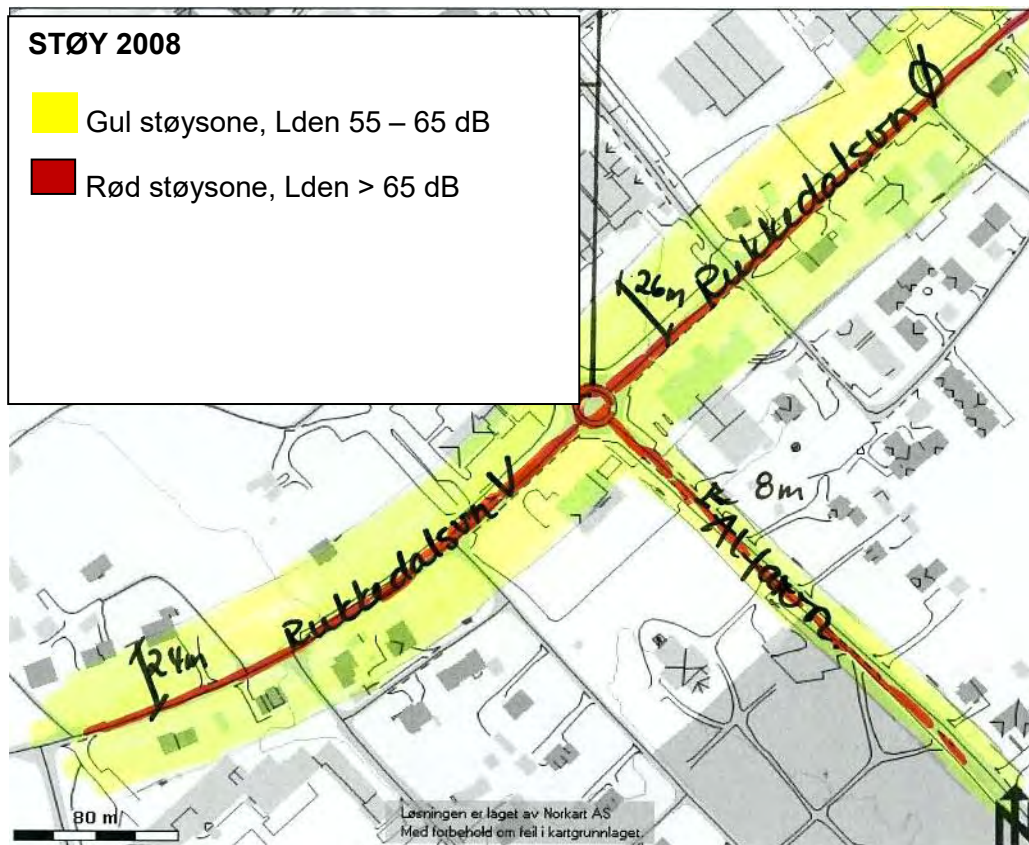 STØY 2008
Gul støysone, Lden 55 – 65 dB
Rød støysone, Lden > 65 dB
Rukkedalsvn Ø
26m
Rukkedalsvn V
8m
24m
80 m
Løsningen er laget av Norkart AS
Med forbehold om feil i kartgrunnlaget.
N